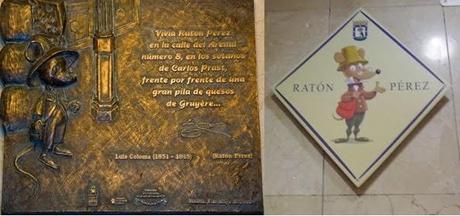 Vivía Ratón Pérez
en la calle del Arenal
número 8, en los sótanos
de Carlos Prast,
frente por frente de una
gran pila de quesos
de Gruyère...
Luis Coloma (1851 - 1915)
(Ratón Pérez)
RATÓN PÉREZ